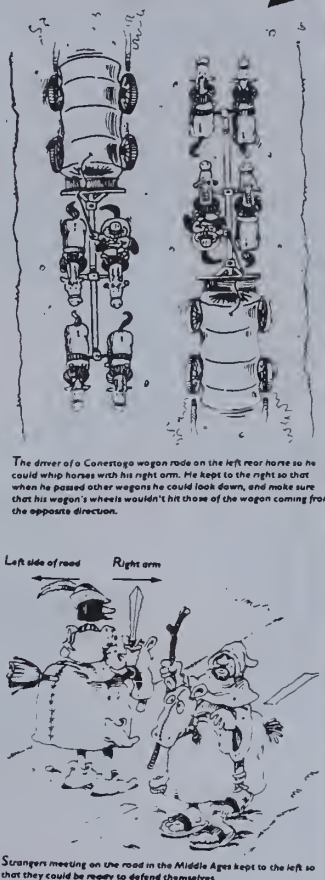 The driver of a Conestoga wagon rode on the left rear horse so he
could whip horses with his right arm. He kept to the right so that
when he passed other wagons he could look down, and make sure
that his wagon's wheels wouldn't hit those of the wagon coming from
the opposite direction.
Left side of road Right arm
Strangers meeting on the road in the Middle Ages kept to the left so
that they could be ready to defend themselves.